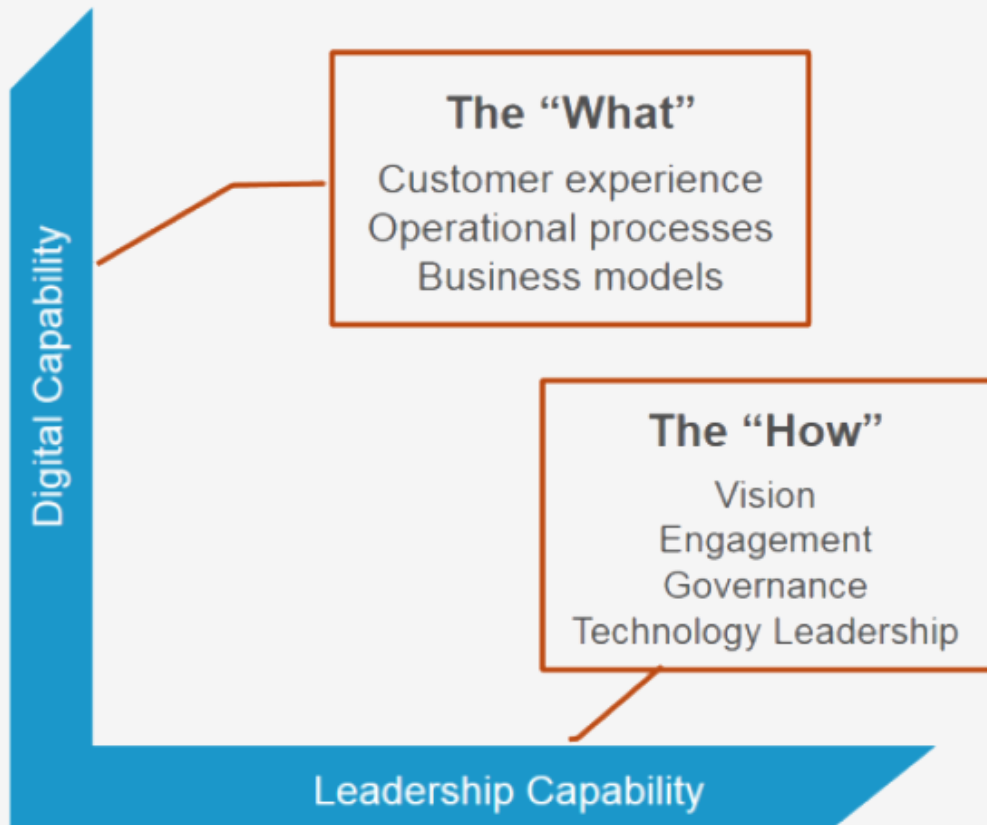 The “What”
Customer experience
Operational processes
Business models
Digital Capability
The “How”
Vision
Engagement
Governance
Technology Leadership
Leadership Capability